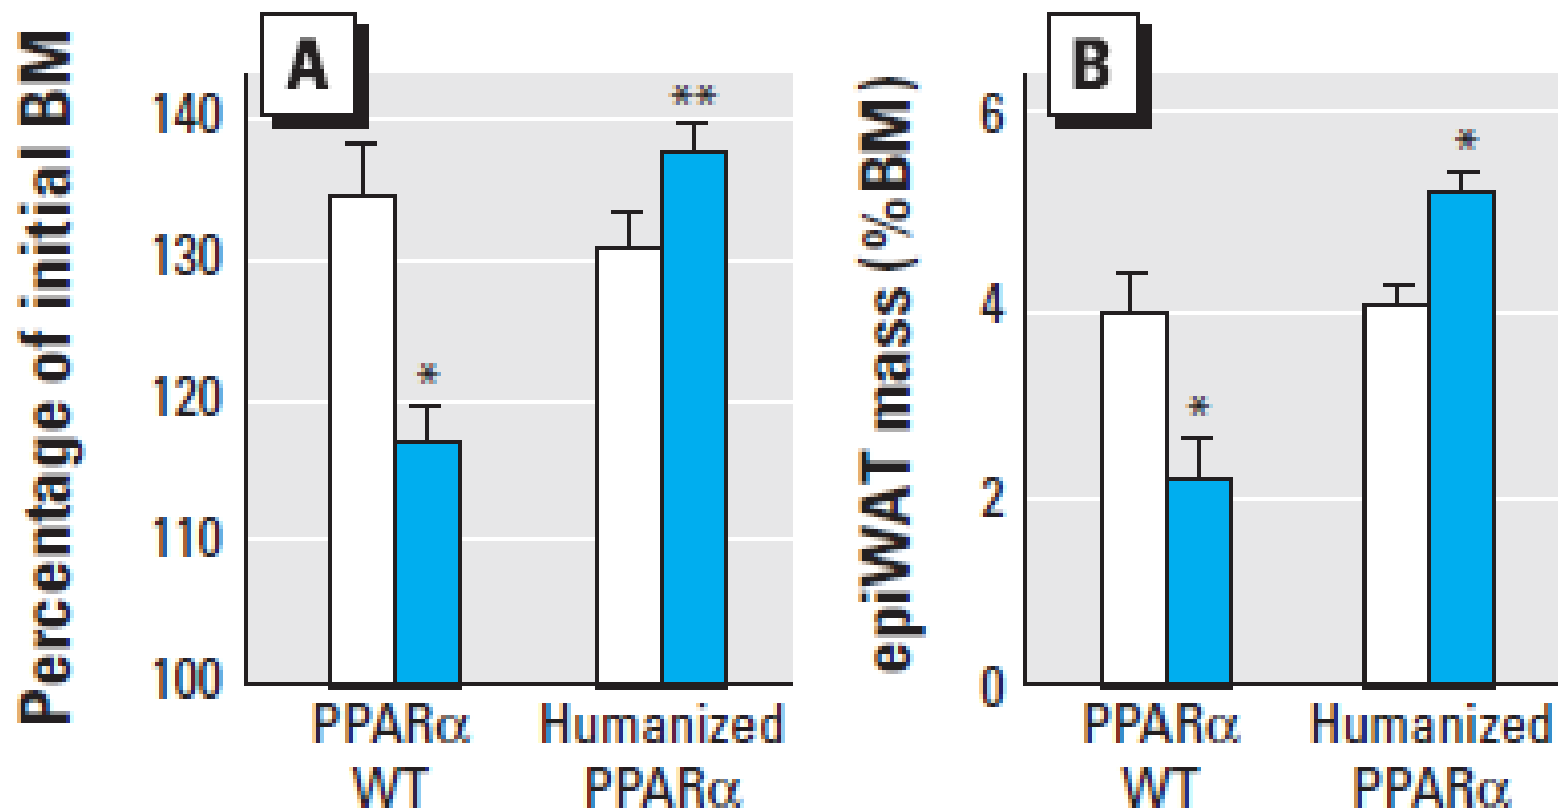 A
Percentage of initial BM
140
130
120
110
100
**
*
PPARα
WT
Humanized
PPARα
B
epiWAT mass (%BM)
6
4
2
0
*
*
PPARα
WT
Humanized
PPARα